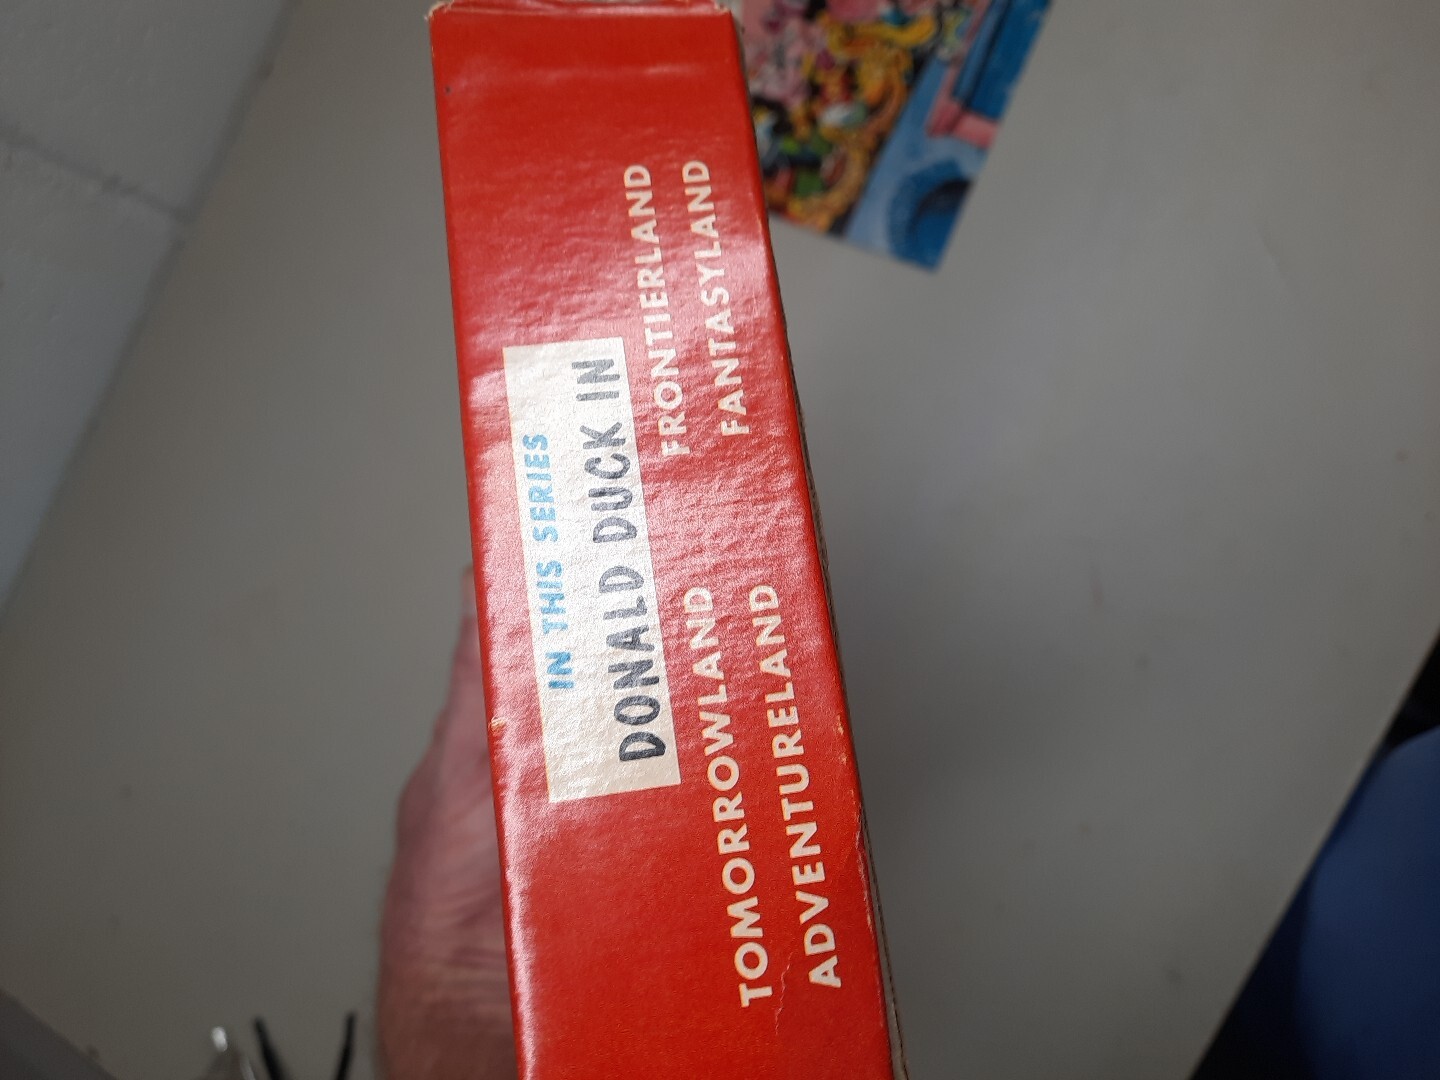 IN THIS SERIES
DONALD DUCK IN
TOMORROWLAND FRONTIERLAND
ADVENTURELAND FANTASYLAND